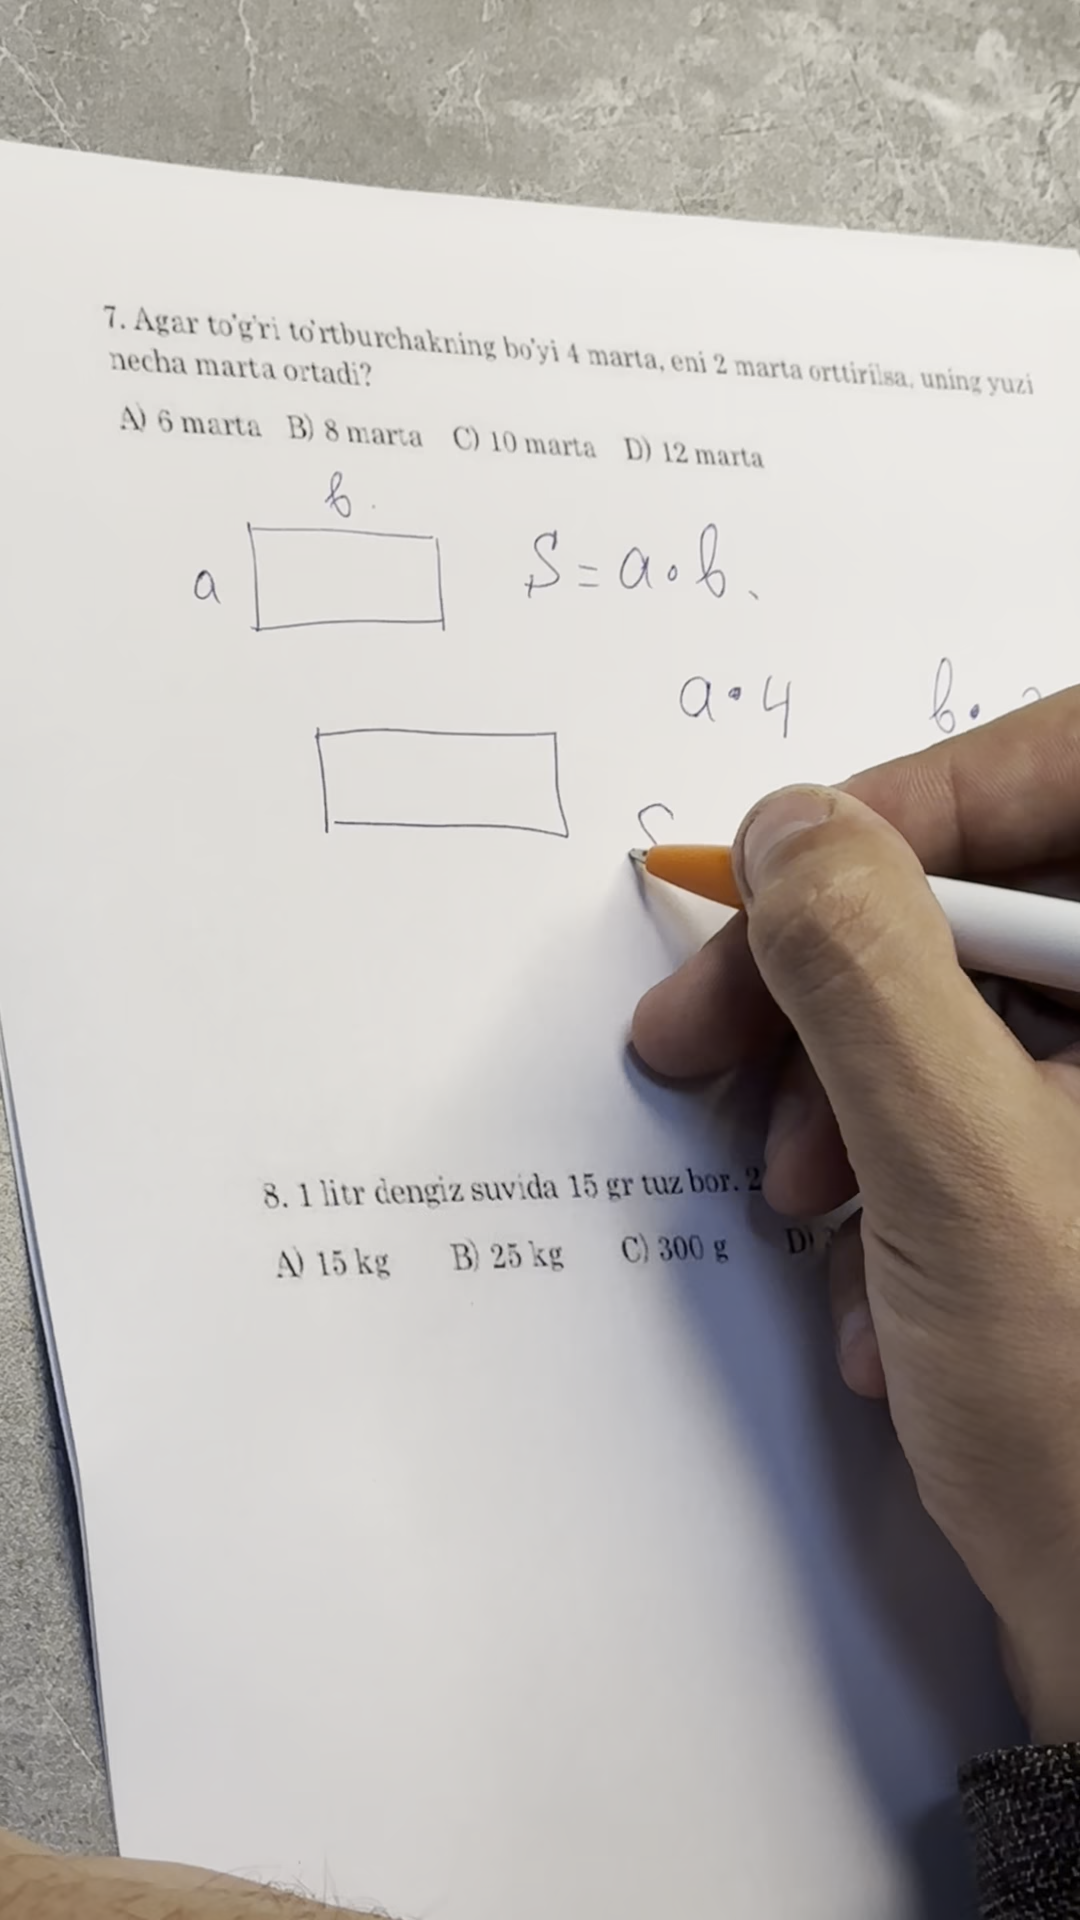 7. Agar to'g'ri to'rtburchakning bo'yi 4 marta, eni 2 marta orttirilsa, uning yuzi
necha marta ortadi?
A) 6 marta B) 8 marta C) 10 marta D) 12 marta
b
a
S = a · b
a · 4 b ·
S
8. 1 litr dengiz suvida 15 gr tuz bor. 2
A) 15 kg B) 25 kg C) 300 g D)